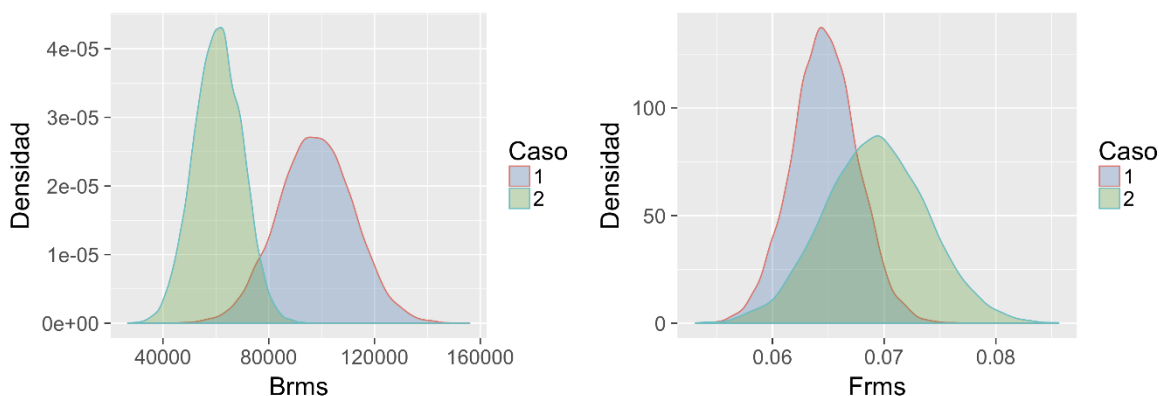 4e-05
3e-05
2e-05
1e-05
0e+00
Densidad
40000 80000 120000 160000
Brms
Caso
1
2
100
50
0
Densidad
0.06 0.07 0.08
Frms
Caso
1
2